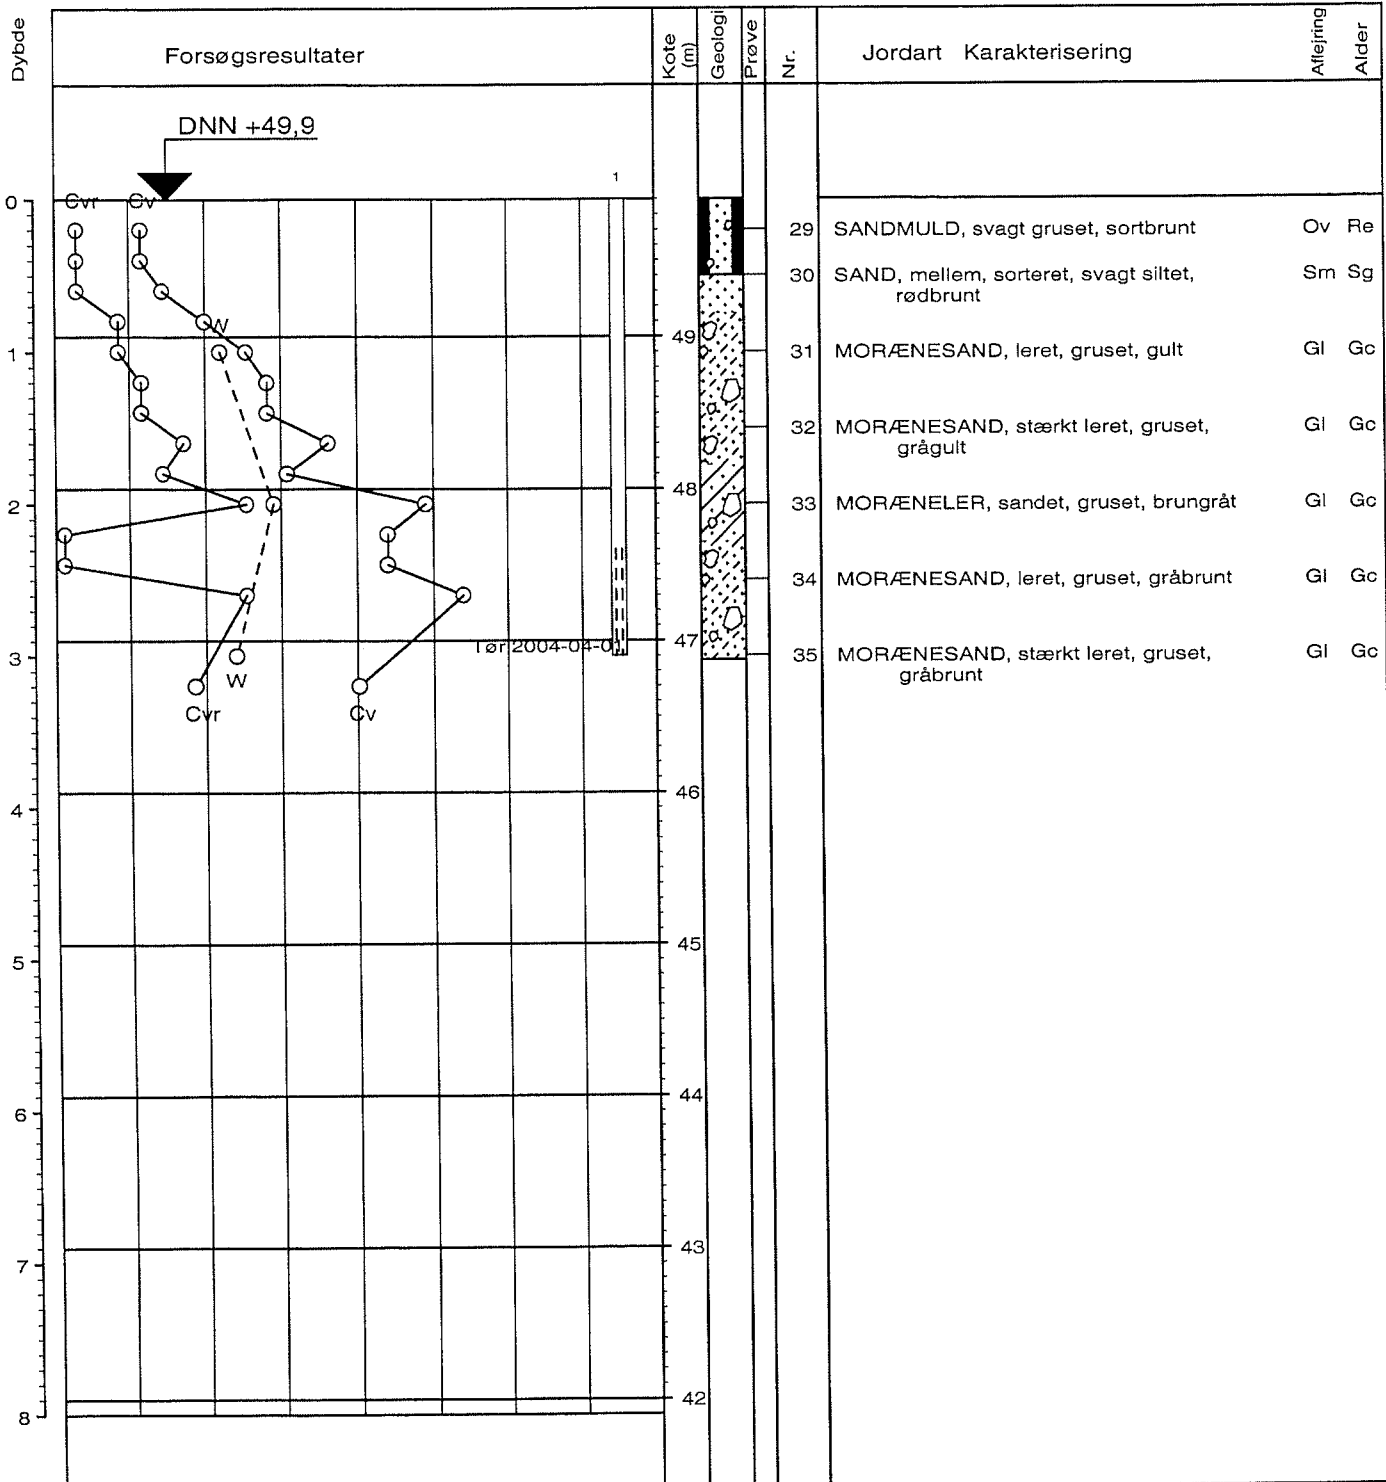 Dybde
Forsøgsresultater
Kote (m)
Geologi
Prøve
Nr.
Jordart Karakterisering
Aflejring
Alder
DNN +49,9
1
0
Cvr
Cv
29 SANDMULD, svagt gruset, sortbrunt Ov Re
30 SAND, mellem, sorteret, svagt siltet, Sm Sg
rødbrunt
W
49
1
31 MORÆNESAND, leret, gruset, gult Gl Gc
32 MORÆNESAND, stærkt leret, gruset, Gl Gc
grågult
48
2
33 MORÆNELER, sandet, gruset, brungråt Gl Gc
34 MORÆNESAND, leret, gruset, gråbrunt Gl Gc
Tør 2004-04-0
47
3
35 MORÆNESAND, stærkt leret, gruset, Gl Gc
gråbrunt
W
Cvr
Cv
46
4
45
5
44
6
43
7
42
8